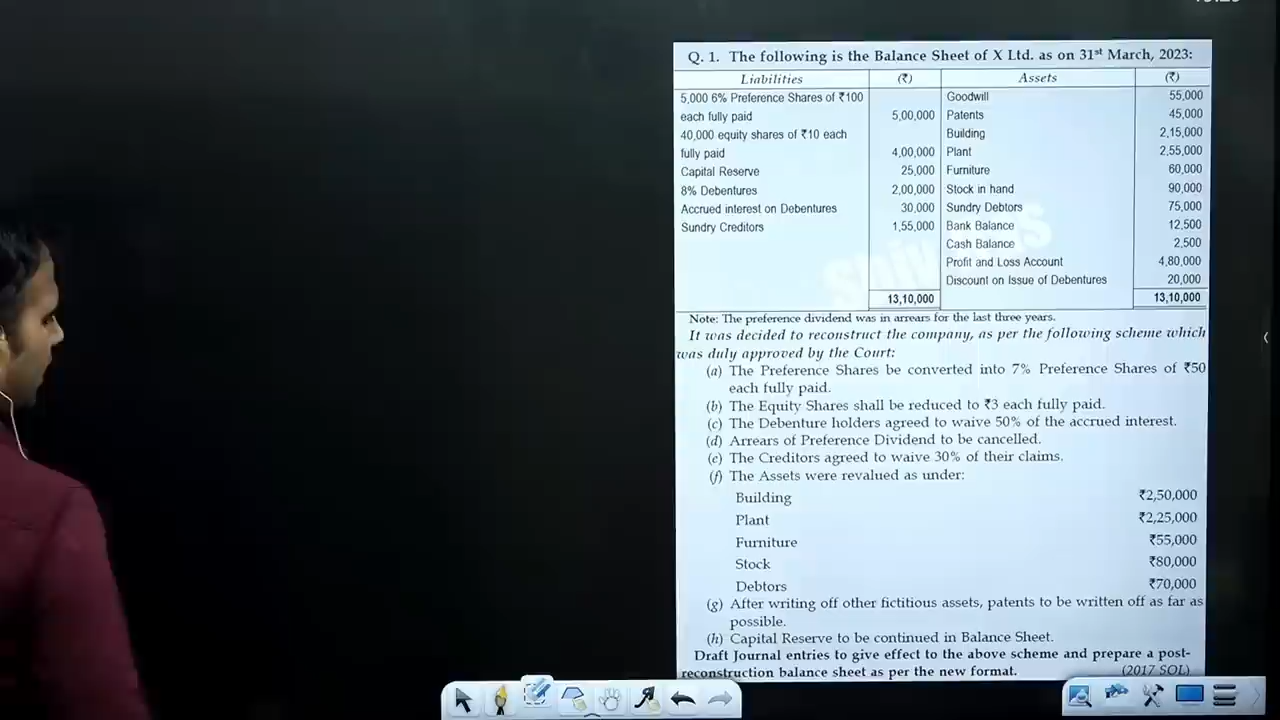 Q. 1. The following is the Balance Sheet of X Ltd. as on 31st March, 2023:
Liabilities (₹) Assets (₹)
5,000 6% Preference Shares of ₹100 Goodwill 55,000
each fully paid 5,00,000 Patents 45,000
40,000 equity shares of ₹10 each Building 2,15,000
fully paid 4,00,000 Plant 2,55,000
Capital Reserve 25,000 Furniture 60,000
8% Debentures 2,00,000 Stock in hand 90,000
Accrued interest on Debentures 30,000 Sundry Debtors 75,000
Sundry Creditors 1,55,000 Bank Balance 12,500
Cash Balance 2,500
Profit and Loss Account 4,80,000
Discount on Issue of Debentures 20,000
13,10,000 13,10,000
Note: The preference dividend was in arrears for the last three years.
It was decided to reconstruct the company, as per the following scheme which
was duly approved by the Court:
(a) The Preference Shares be converted into 7% Preference Shares of ₹50
each fully paid.
(b) The Equity Shares shall be reduced to ₹3 each fully paid.
(c) The Debenture holders agreed to waive 50% of the accrued interest.
(d) Arrears of Preference Dividend to be cancelled.
(e) The Creditors agreed to waive 30% of their claims.
(f) The Assets were revalued as under:
Building ₹2,50,000
Plant ₹2,25,000
Furniture ₹55,000
Stock ₹80,000
Debtors ₹70,000
(g) After writing off other fictitious assets, patents to be written off as far as
possible.
(h) Capital Reserve to be continued in Balance Sheet.
Draft Journal entries to give effect to the above scheme and prepare a post-
reconstruction balance sheet as per the new format. (2017 SOL)